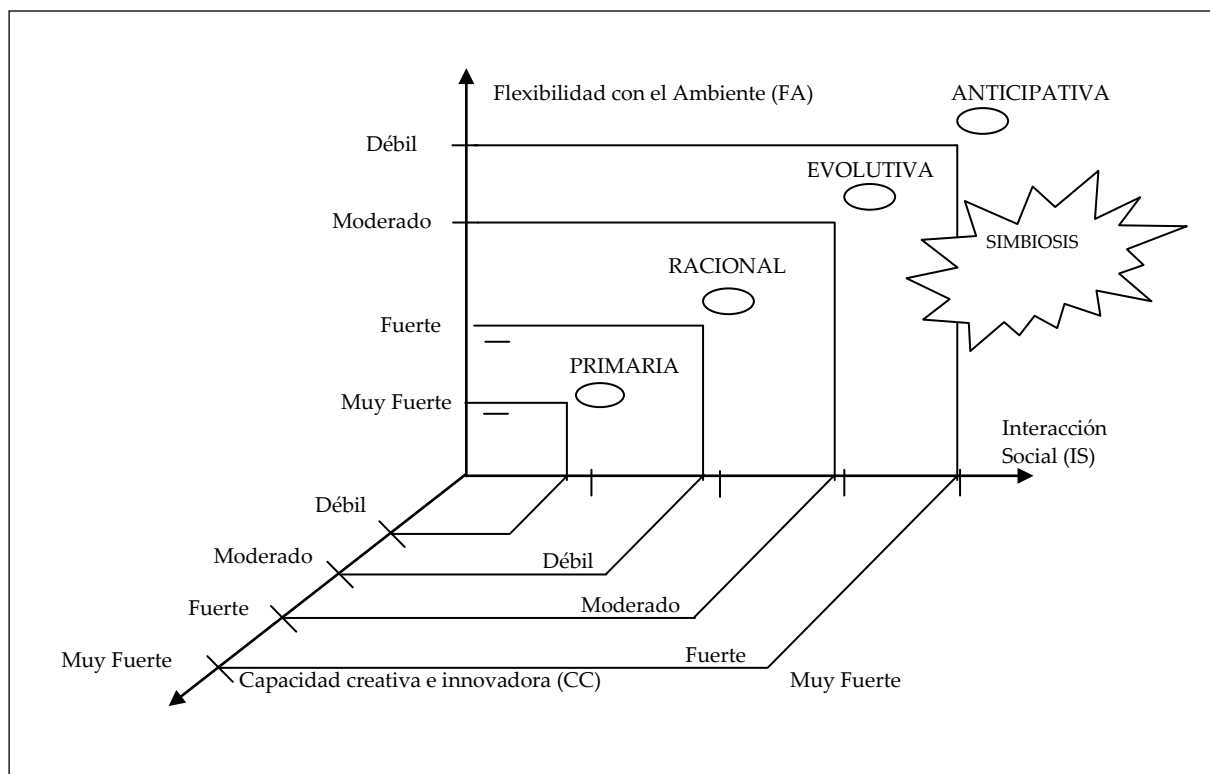 Flexibilidad con el Ambiente (FA)
ANTICIPATIVA
Débil
EVOLUTIVA
Moderado
SIMBIOSIS
RACIONAL
Fuerte
PRIMARIA
Muy Fuerte
Interacción
Social (IS)
Débil
Moderado
Débil
Fuerte
Moderado
Muy Fuerte
Fuerte
Capacidad creativa e innovadora (CC)
Muy Fuerte